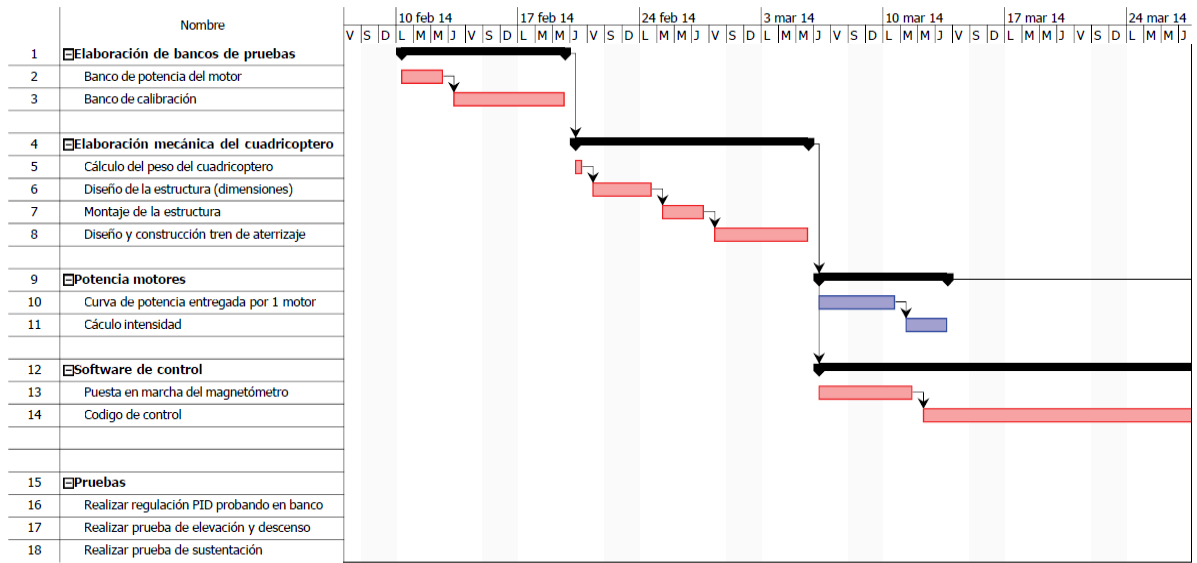 Nombre
10 feb 14 17 feb 14 24 feb 14 3 mar 14 10 mar 14 17 mar 14 24 mar 14
V S D L M M J V S D L M M J V S D L M M J V S D L M M J V S D L M M J V S D L M M J V S D L M M J
1 Elaboración de bancos de pruebas
2 Banco de potencia del motor
3 Banco de calibración
4 Elaboración mecánica del cuadricoptero
5 Cálculo del peso del cuadricoptero
6 Diseño de la estructura (dimensiones)
7 Montaje de la estructura
8 Diseño y construcción tren de aterrizaje
9 Potencia motores
10 Curva de potencia entregada por 1 motor
11 Cáculo intensidad
12 Software de control
13 Puesta en marcha del magnetómetro
14 Codigo de control
15 Pruebas
16 Realizar regulación PID probando en banco
17 Realizar prueba de elevación y descenso
18 Realizar prueba de sustentación